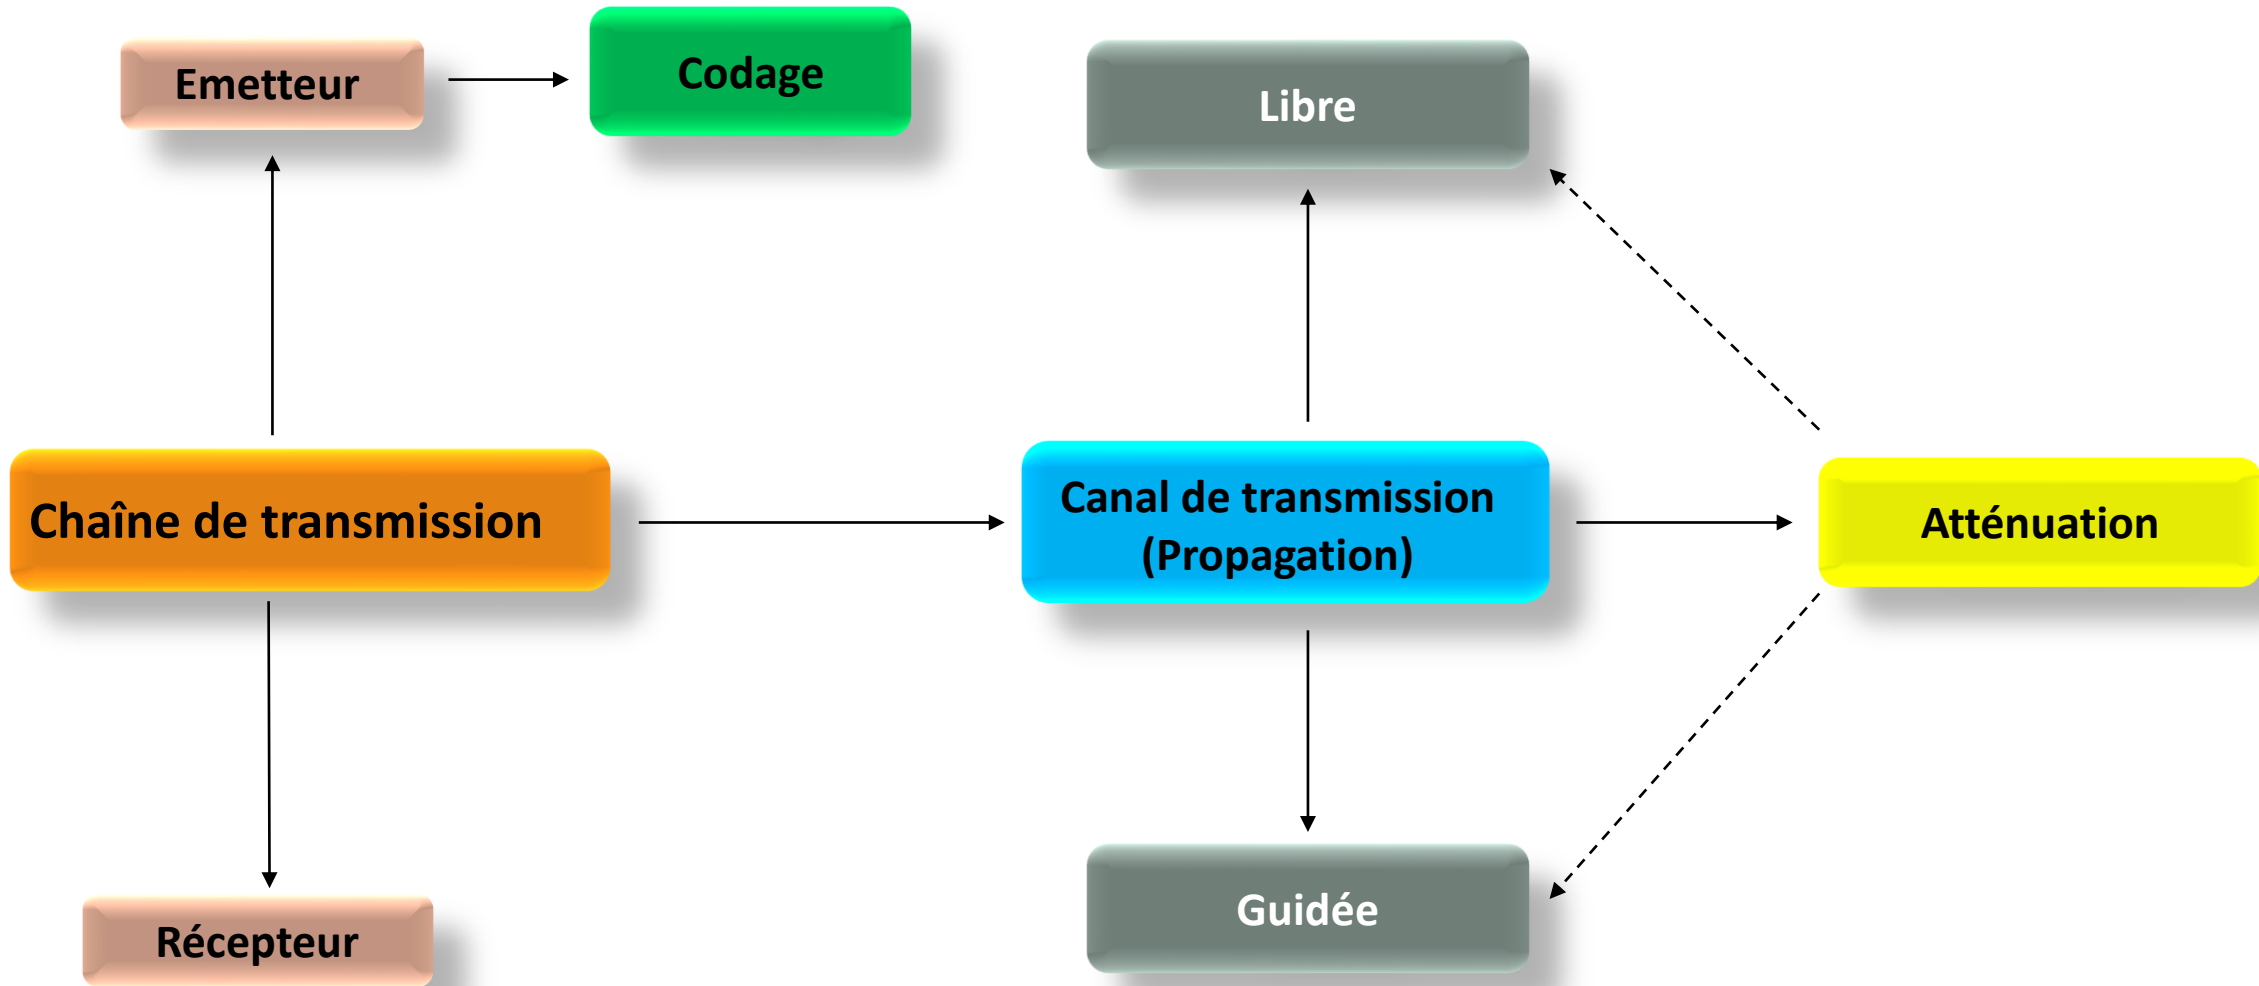 Emetteur
Codage
Libre
Chaîne de transmission
Canal de transmission
(Propagation)
Atténuation
Récepteur
Guidée